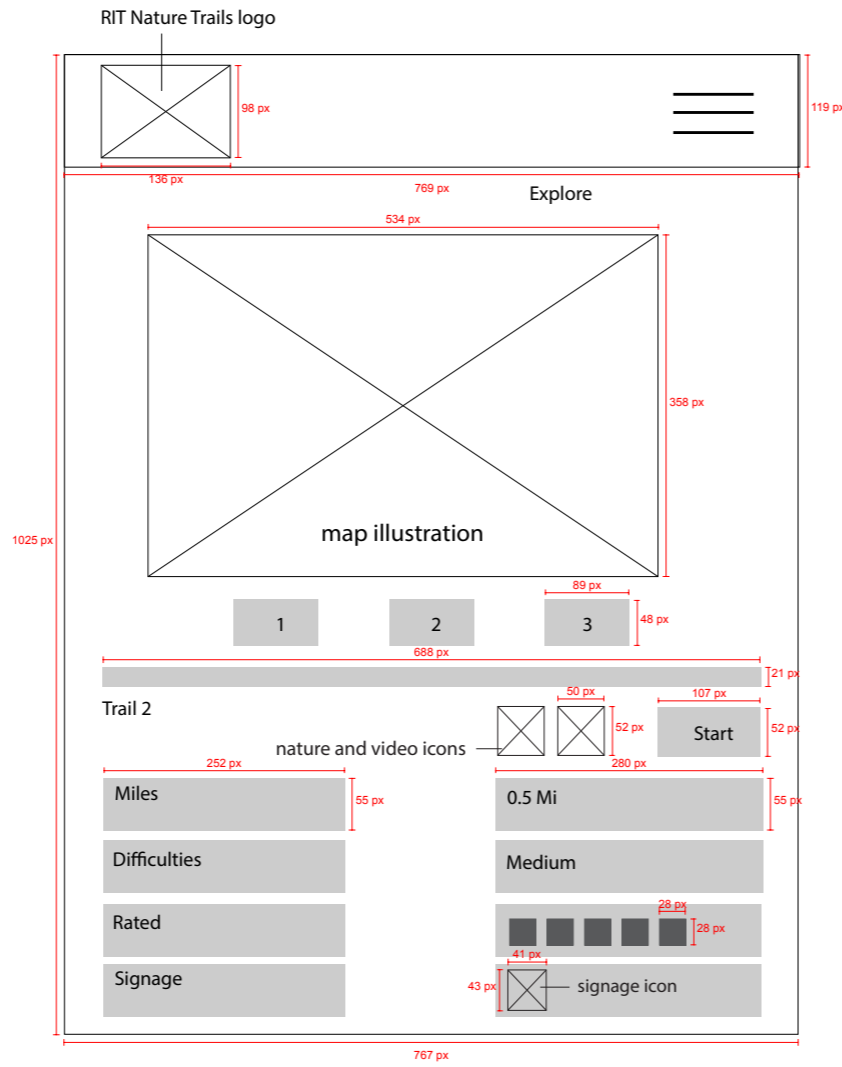 RIT Nature Trails logo
98 px
119 px
136 px
769 px
Explore
534 px
358 px
map illustration
1025 px
89 px
1
2
3
48 px
688 px
21 px
Trail 2
50 px
107 px
52 px
Start
52 px
nature and video icons
252 px
280 px
Miles
55 px
0.5 Mi
55 px
Difficulties
Medium
Rated
28 px
28 px
Signage
41 px
43 px
signage icon
767 px